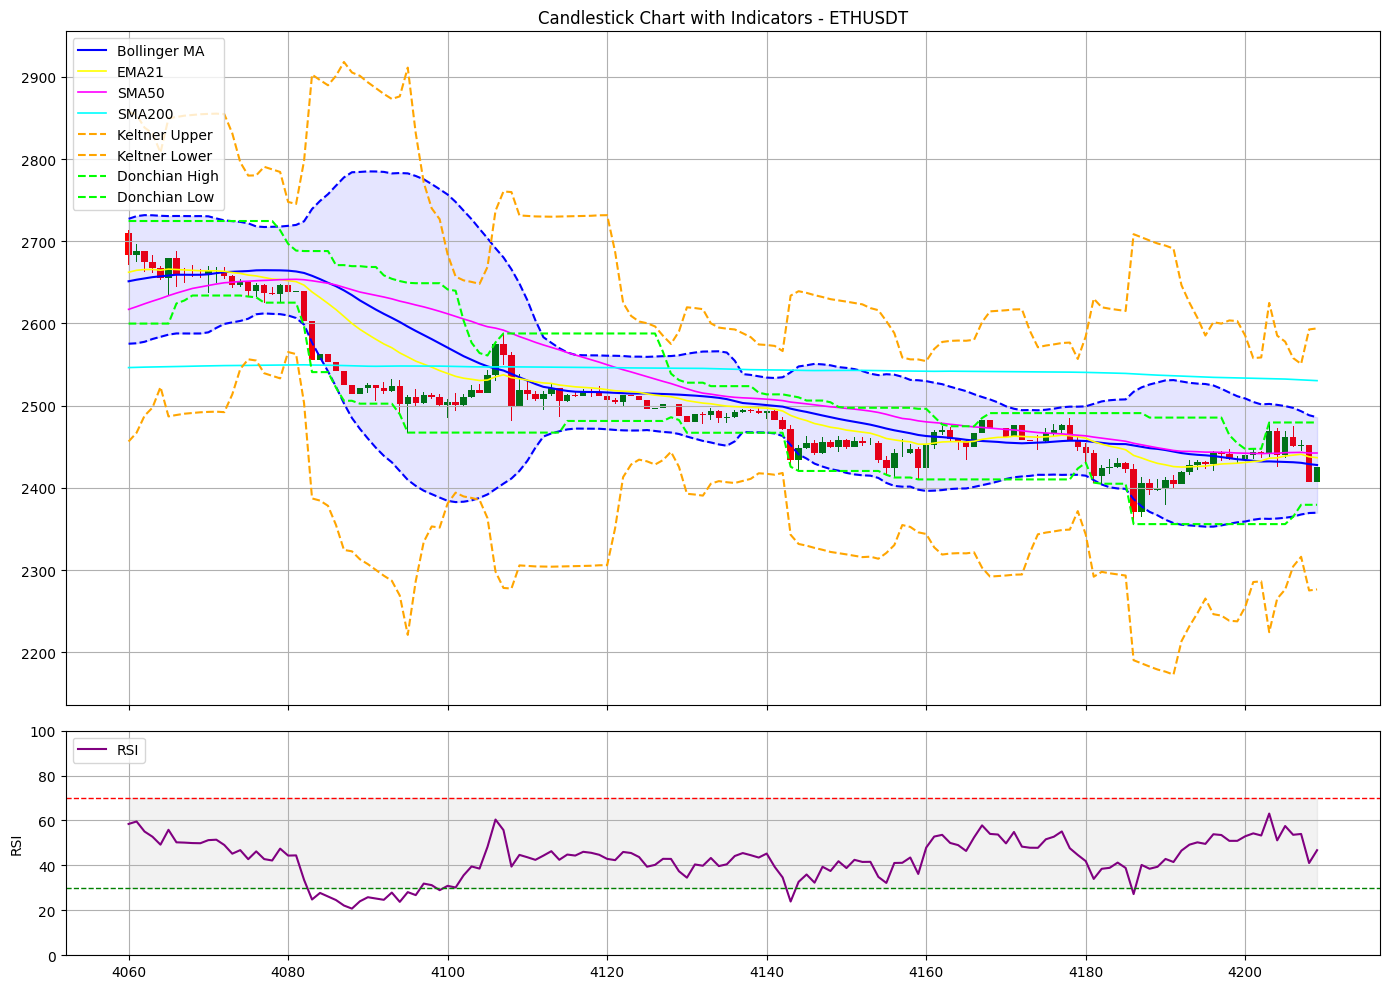 Candlestick Chart with Indicators - ETHUSDT
Bollinger MA
EMA21
SMA50
SMA200
Keltner Upper
Keltner Lower
Donchian High
Donchian Low
2900
2800
2700
2600
2500
2400
2300
2200
RSI
100
80
60
40
20
0
RSI
4060 4080 4100 4120 4140 4160 4180 4200